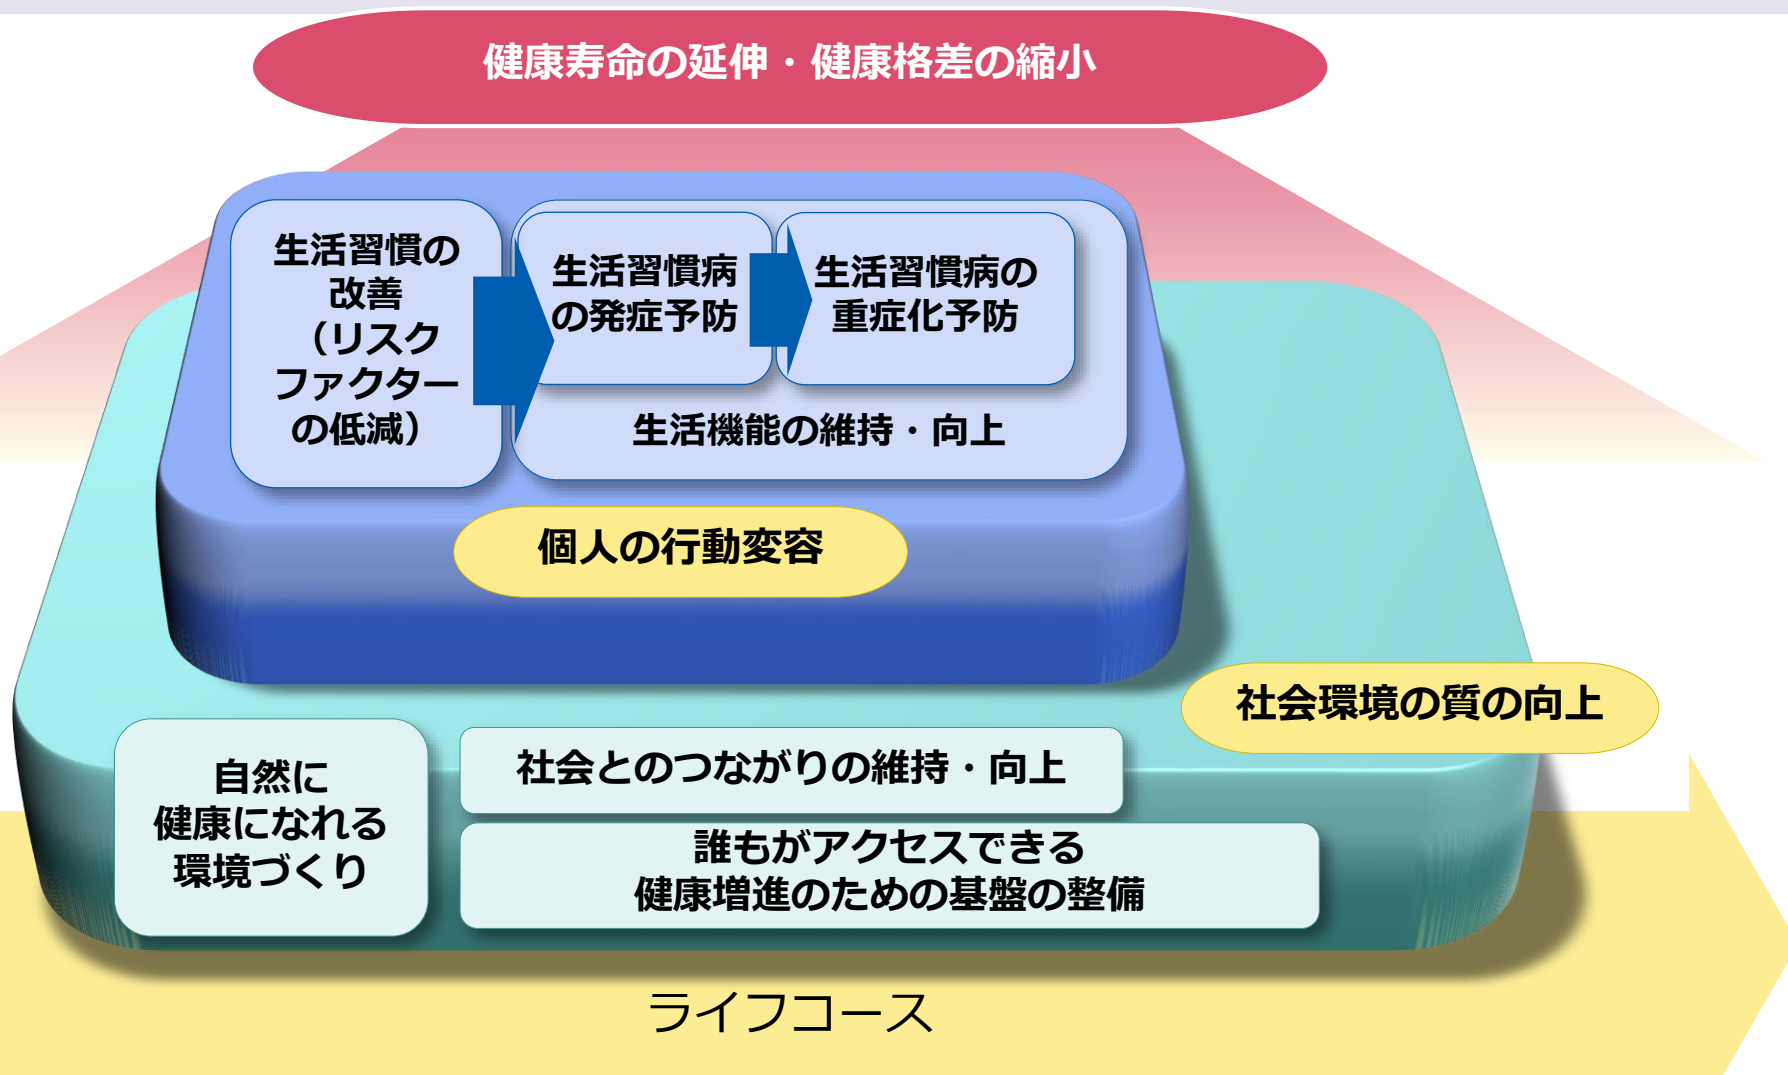 健康寿命の延伸・健康格差の縮小
生活習慣の
改善
（リスク
ファクター
の低減）
生活習慣病
の発症予防
生活習慣病の
重症化予防
生活機能の維持・向上
個人の行動変容
社会環境の質の向上
自然に
健康になれる
環境づくり
社会とのつながりの維持・向上
誰もがアクセスできる
健康増進のための基盤の整備
ライフコース